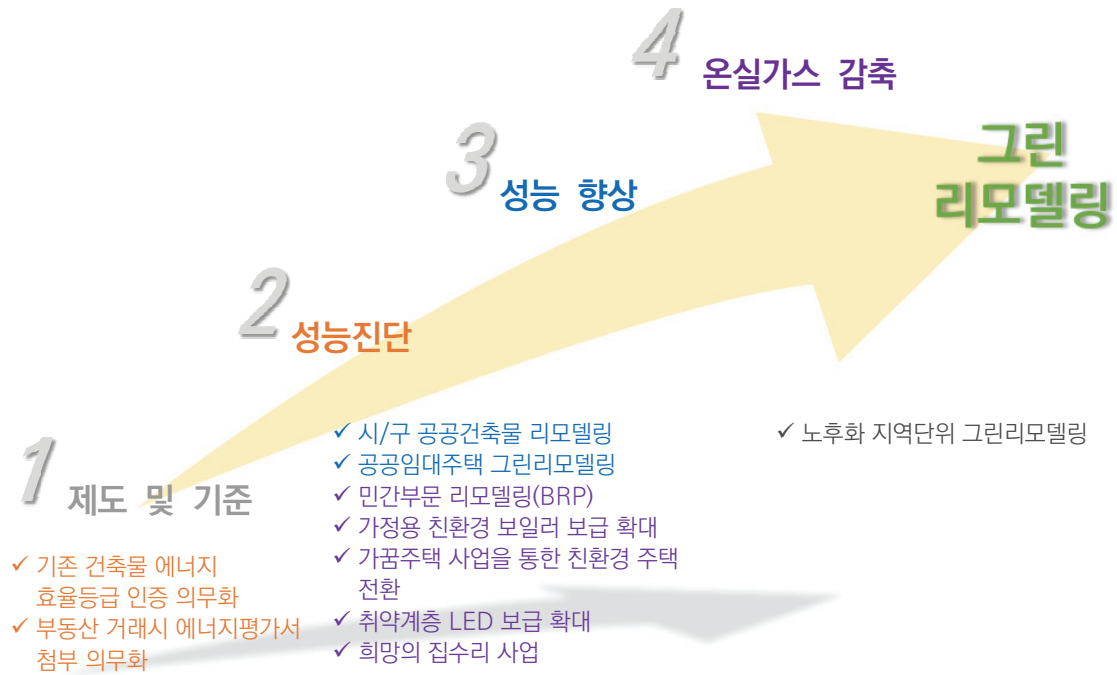 4 온실가스 감축
그린
리모델링
3 성능 향상
2 성능진단
1 제도 및 기준
✓ 기존 건축물 에너지
효율등급 인증 의무화
✓ 부동산 거래시 에너지평가서
첨부 의무화
✓ 시/구 공공건축물 리모델링
✓ 공공임대주택 그린리모델링
✓ 민간부문 리모델링(BRP)
✓ 가정용 친환경 보일러 보급 확대
✓ 가꿈주택 사업을 통한 친환경 주택
전환
✓ 취약계층 LED 보급 확대
✓ 희망의 집수리 사업
✓ 노후화 지역단위 그린리모델링